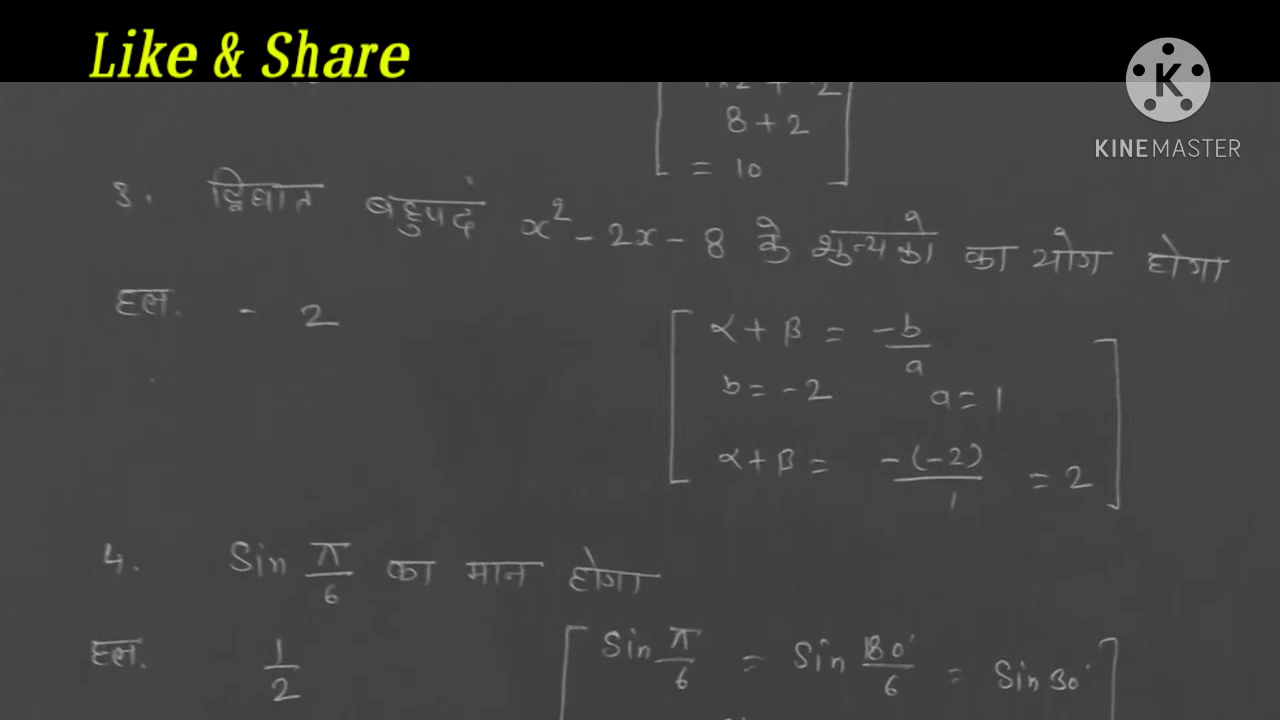 Like & Share
K
KINEMASTER
8 + 2
= 10
3. द्विघात बहुपद x² - 2x - 8 के शुन्यको का योग होगा
हल. - 2
α + β = -b/a
b = -2 a = 1
α + β = -(-2)/1 = 2
4. Sin π/6 का मान होगा
हल. 1/2
Sin π/6 = Sin 180°/6 = Sin 30°